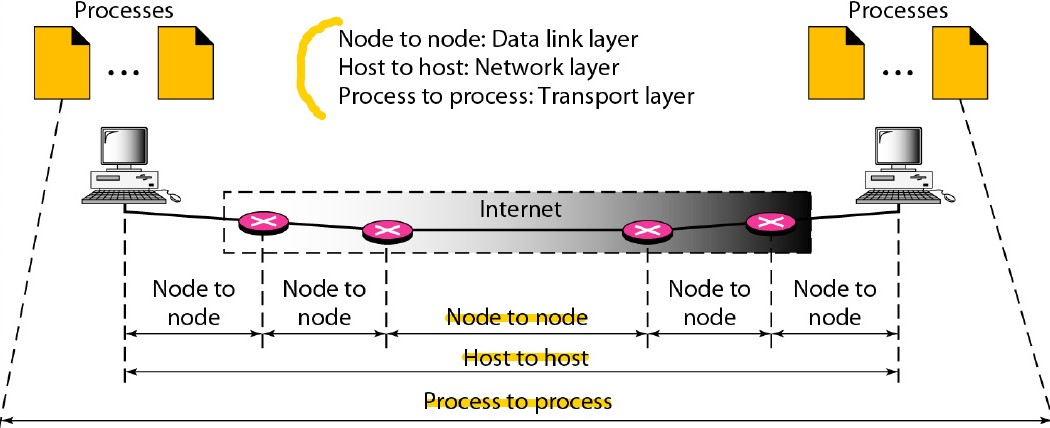 Processes
Processes
Node to node: Data link layer
Host to host: Network layer
Process to process: Transport layer
Internet
Node to
node
Node to
node
Node to node
Node to
node
Node to
node
Host to host
Process to process